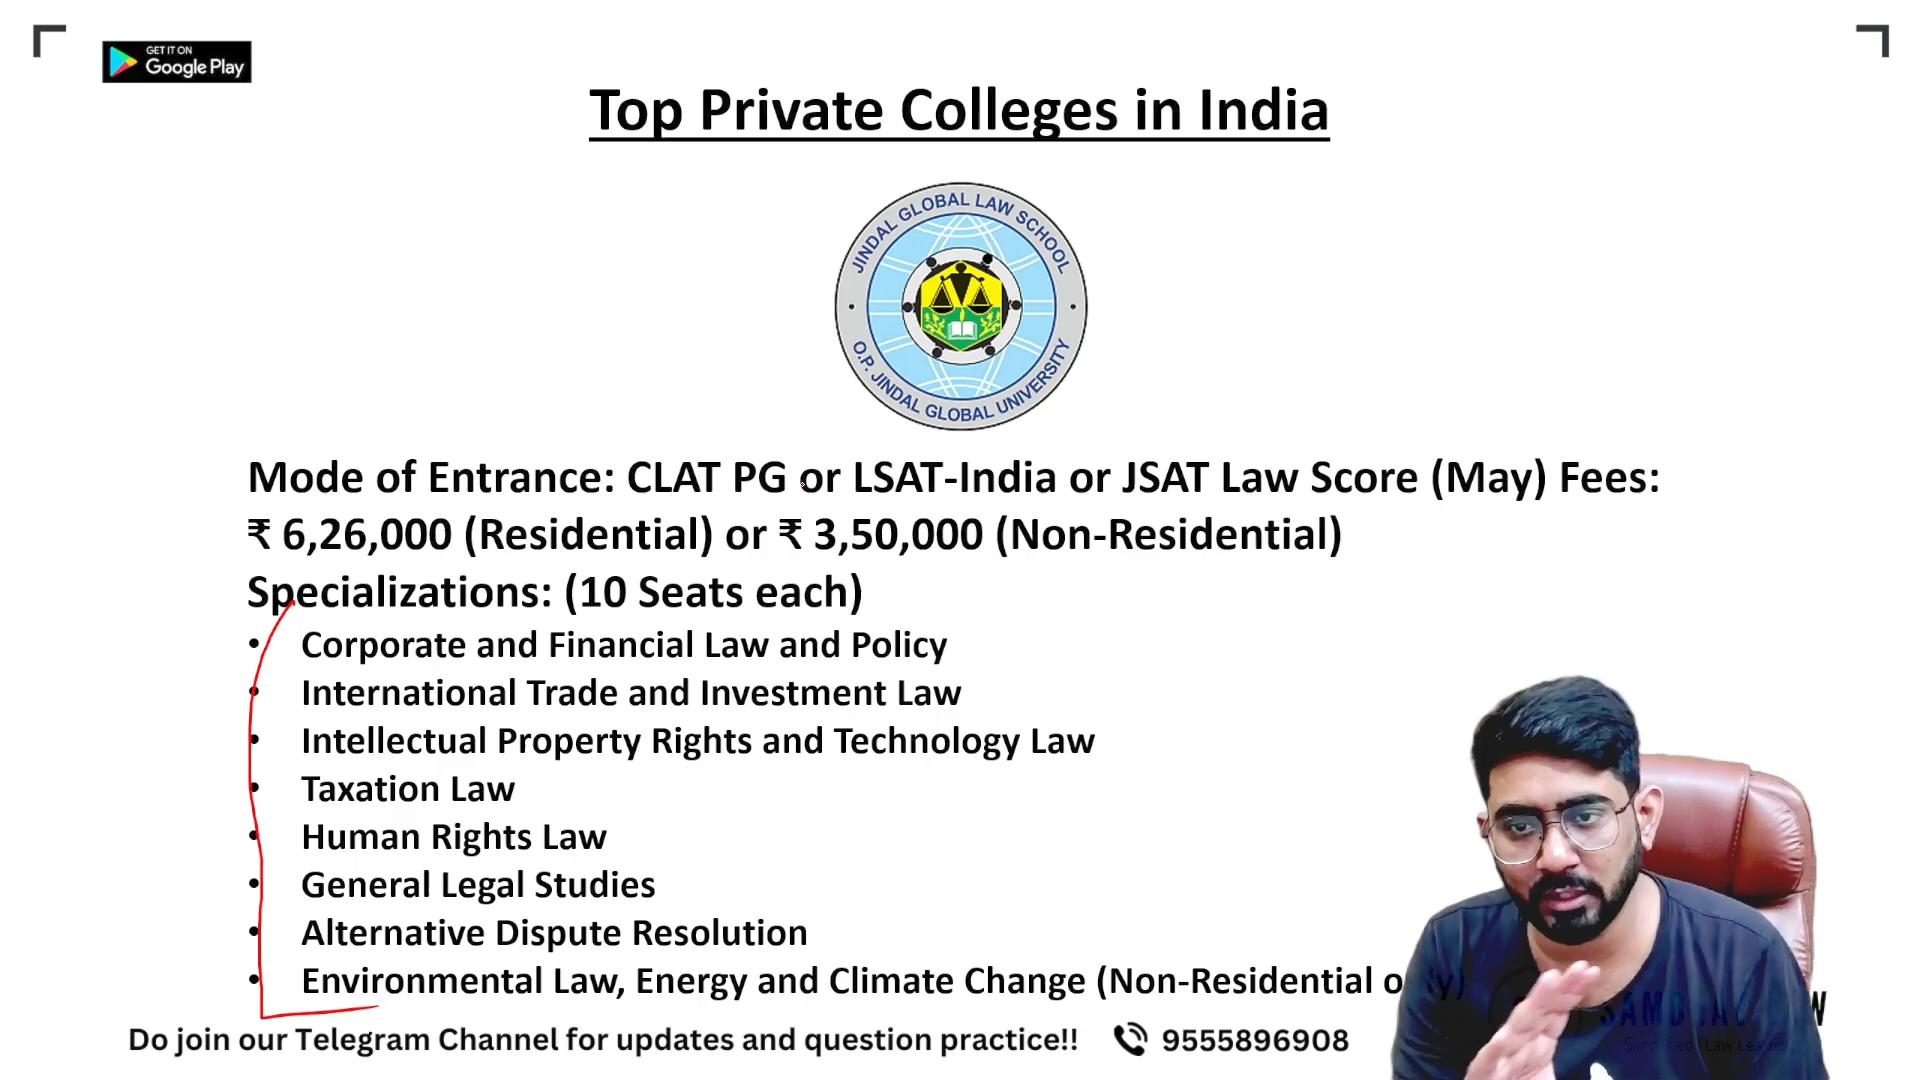 GET IT ON
Google Play
Top Private Colleges in India
JINDAL GLOBAL LAW SCHOOL
O.P. JINDAL GLOBAL UNIVERSITY
Mode of Entrance: CLAT PG or LSAT-India or JSAT Law Score (May) Fees:
₹ 6,26,000 (Residential) or ₹ 3,50,000 (Non-Residential)
Specializations: (10 Seats each)
• Corporate and Financial Law and Policy
• International Trade and Investment Law
• Intellectual Property Rights and Technology Law
• Taxation Law
• Human Rights Law
• General Legal Studies
• Alternative Dispute Resolution
• Environmental Law, Energy and Climate Change (Non-Residential
Do join our Telegram Channel for updates and question practice!! 9555896908